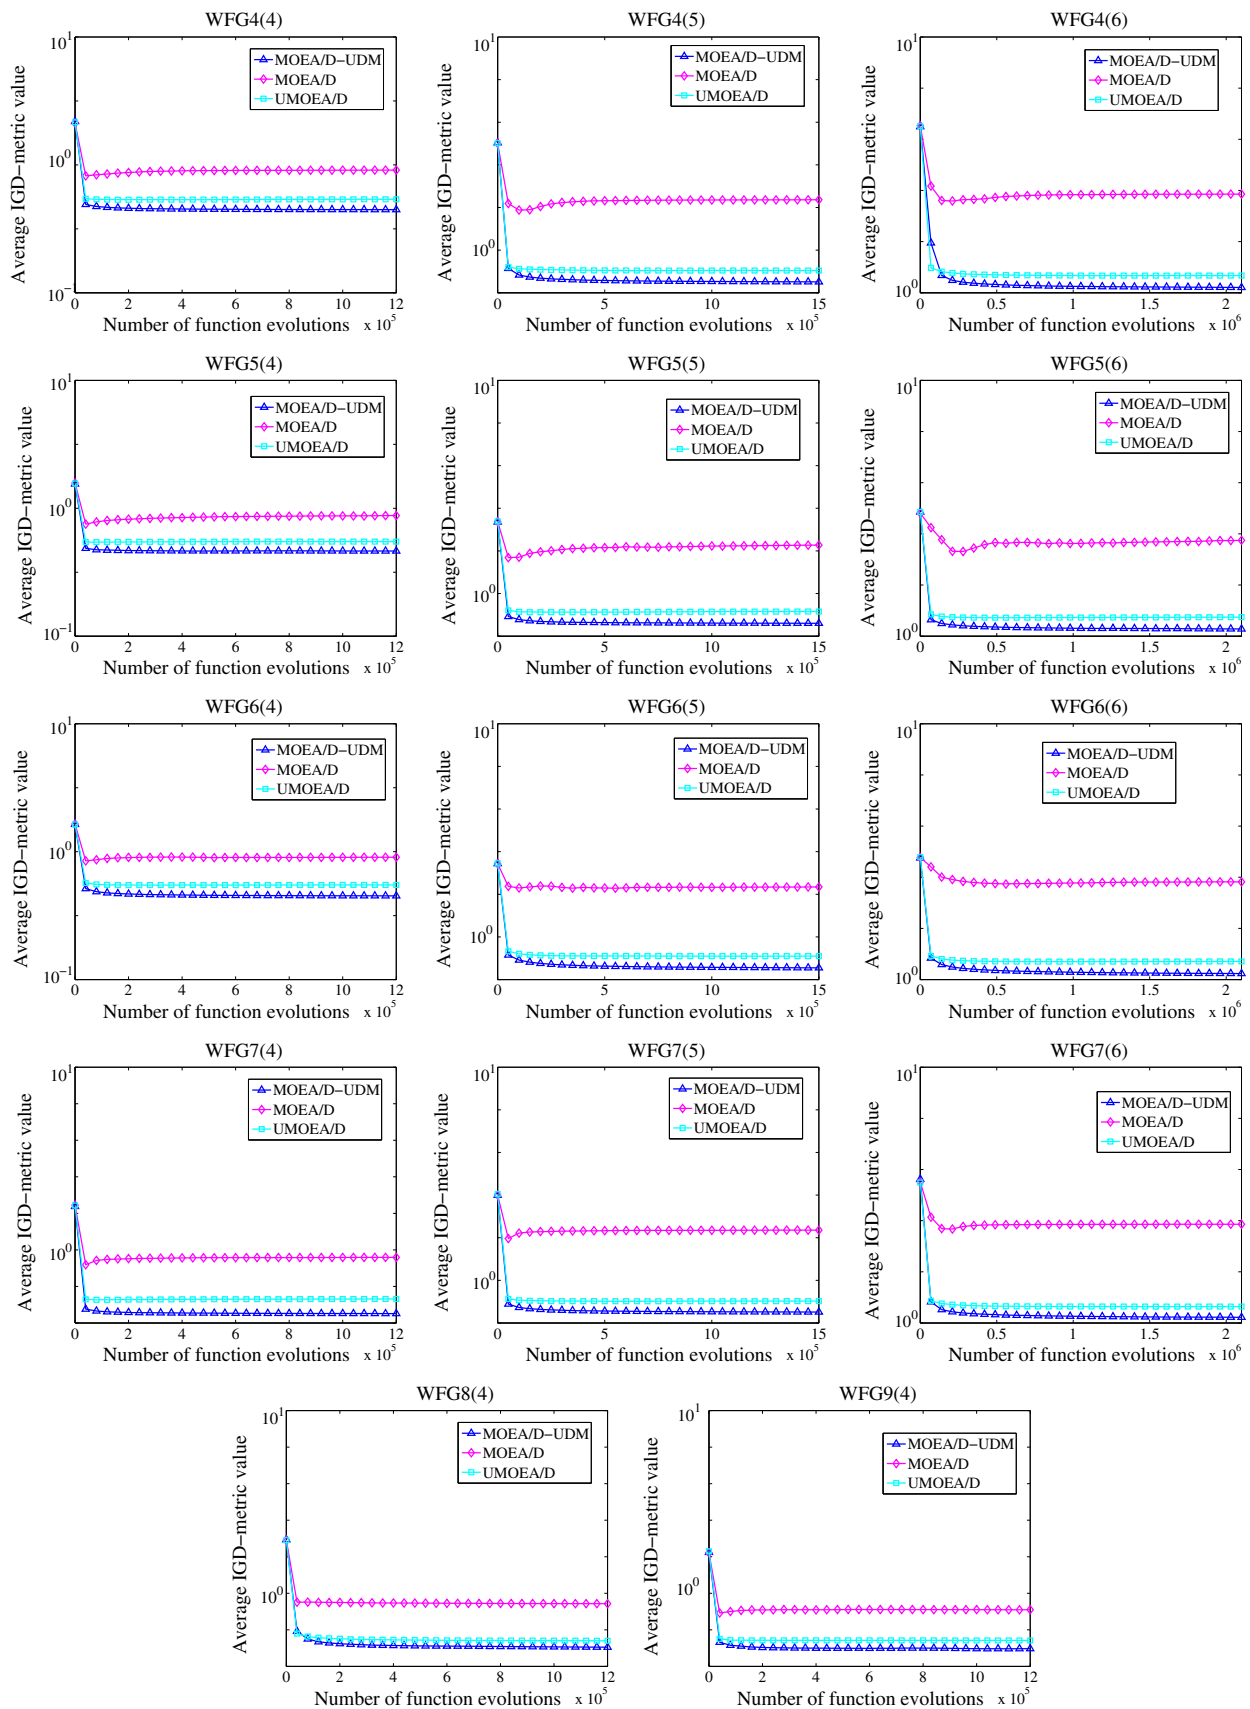 WFG4(4)
10^1
10^0
10^-
Average IGD-metric value
MOEA/D-UDM
MOEA/D
UMOEA/D
0 2 4 6 8 10 12
Number of function evolutions x 10^5
WFG4(5)
10^1
10^0
Average IGD-metric value
MOEA/D-UDM
MOEA/D
UMOEA/D
0 5 10 15
Number of function evolutions x 10^5
WFG4(6)
10^1
10^0
Average IGD-metric value
MOEA/D-UDM
MOEA/D
UMOEA/D
0 0.5 1 1.5 2
Number of function evolutions x 10^6
WFG5(4)
10^1
10^0
10^-1
Average IGD-metric value
MOEA/D-UDM
MOEA/D
UMOEA/D
0 2 4 6 8 10 12
Number of function evolutions x 10^5
WFG5(5)
10^1
10^0
Average IGD-metric value
MOEA/D-UDM
MOEA/D
UMOEA/D
0 5 10 15
Number of function evolutions x 10^5
WFG5(6)
10^1
10^0
Average IGD-metric value
MOEA/D-UDM
MOEA/D
UMOEA/D
0 0.5 1 1.5 2
Number of function evolutions x 10^6
WFG6(4)
10^1
10^0
10^-1
Average IGD-metric value
MOEA/D-UDM
MOEA/D
UMOEA/D
0 2 4 6 8 10 12
Number of function evolutions x 10^5
WFG6(5)
10^1
10^0
Average IGD-metric value
MOEA/D-UDM
MOEA/D
UMOEA/D
0 5 10 15
Number of function evolutions x 10^5
WFG6(6)
10^1
10^0
Average IGD-metric value
MOEA/D-UDM
MOEA/D
UMOEA/D
0 0.5 1 1.5 2
Number of function evolutions x 10^6
WFG7(4)
10^1
10^0
Average IGD-metric value
MOEA/D-UDM
MOEA/D
UMOEA/D
0 2 4 6 8 10 12
Number of function evolutions x 10^5
WFG7(5)
10^1
10^0
Average IGD-metric value
MOEA/D-UDM
MOEA/D
UMOEA/D
0 5 10 15
Number of function evolutions x 10^5
WFG7(6)
10^1
10^0
Average IGD-metric value
MOEA/D-UDM
MOEA/D
UMOEA/D
0 0.5 1 1.5 2
Number of function evolutions x 10^6
WFG8(4)
10^1
10^0
Average IGD-metric value
MOEA/D-UDM
MOEA/D
UMOEA/D
0 2 4 6 8 10 12
Number of function evolutions x 10^5
WFG9(4)
10^1
10^0
Average IGD-metric value
MOEA/D-UDM
MOEA/D
UMOEA/D
0 2 4 6 8 10 12
Number of function evolutions x 10^5